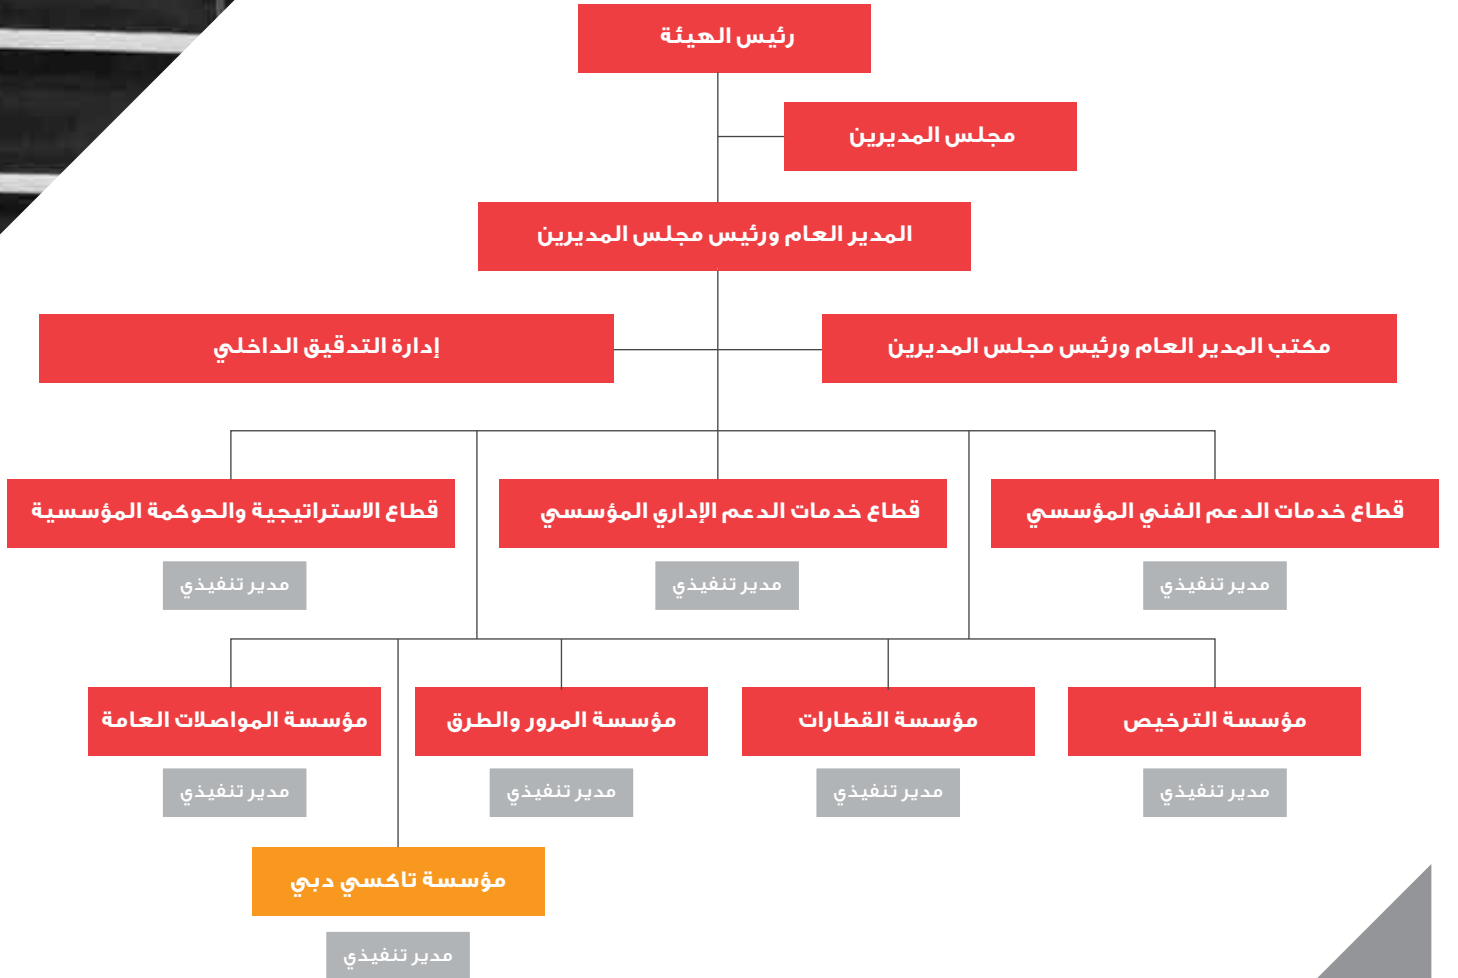 رئيس الهيئة
مجلس المديرين
المدير العام ورئيس مجلس المديرين
مكتب المدير العام ورئيس مجلس المديرين
إدارة التدقيق الداخلي
قطاع خدمات الدعم الفني المؤسسي
قطاع خدمات الدعم الإداري المؤسسي
قطاع الاستراتيجية والحوكمة المؤسسية
مدير تنفيذي
مدير تنفيذي
مدير تنفيذي
مؤسسة الترخيص
مؤسسة القطارات
مؤسسة المرور والطرق
مؤسسة المواصلات العامة
مدير تنفيذي
مدير تنفيذي
مدير تنفيذي
مدير تنفيذي
مؤسسة تاكسي دبي
مدير تنفيذي